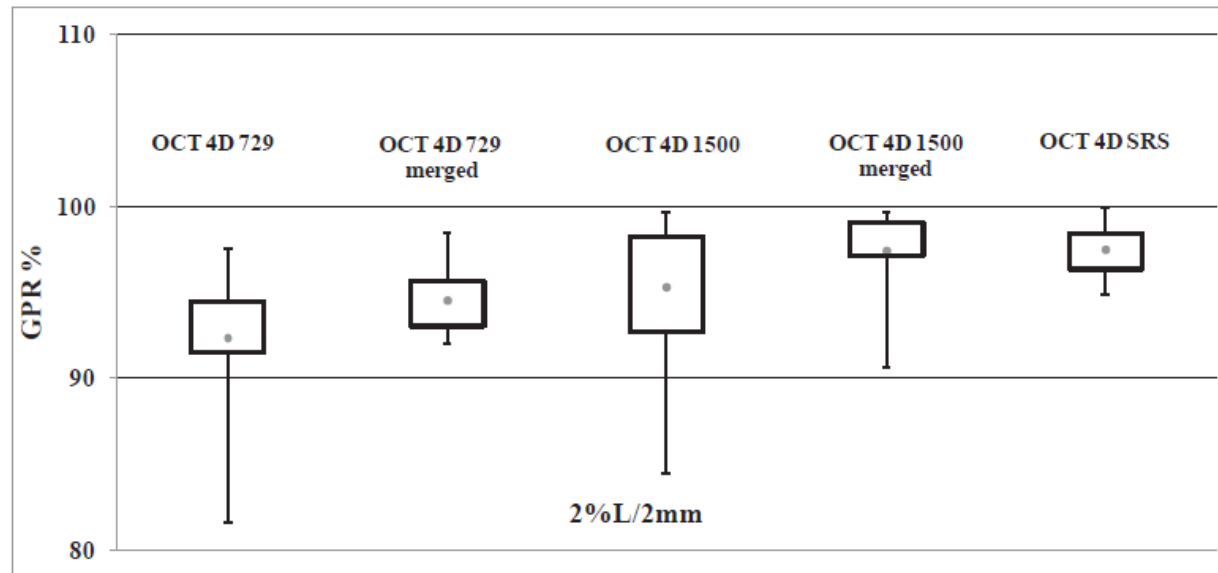 110
OCT 4D 729
OCT 4D 729
merged
OCT 4D 1500
OCT 4D 1500
merged
OCT 4D SRS
100
GPR %
90
2%L/2mm
80